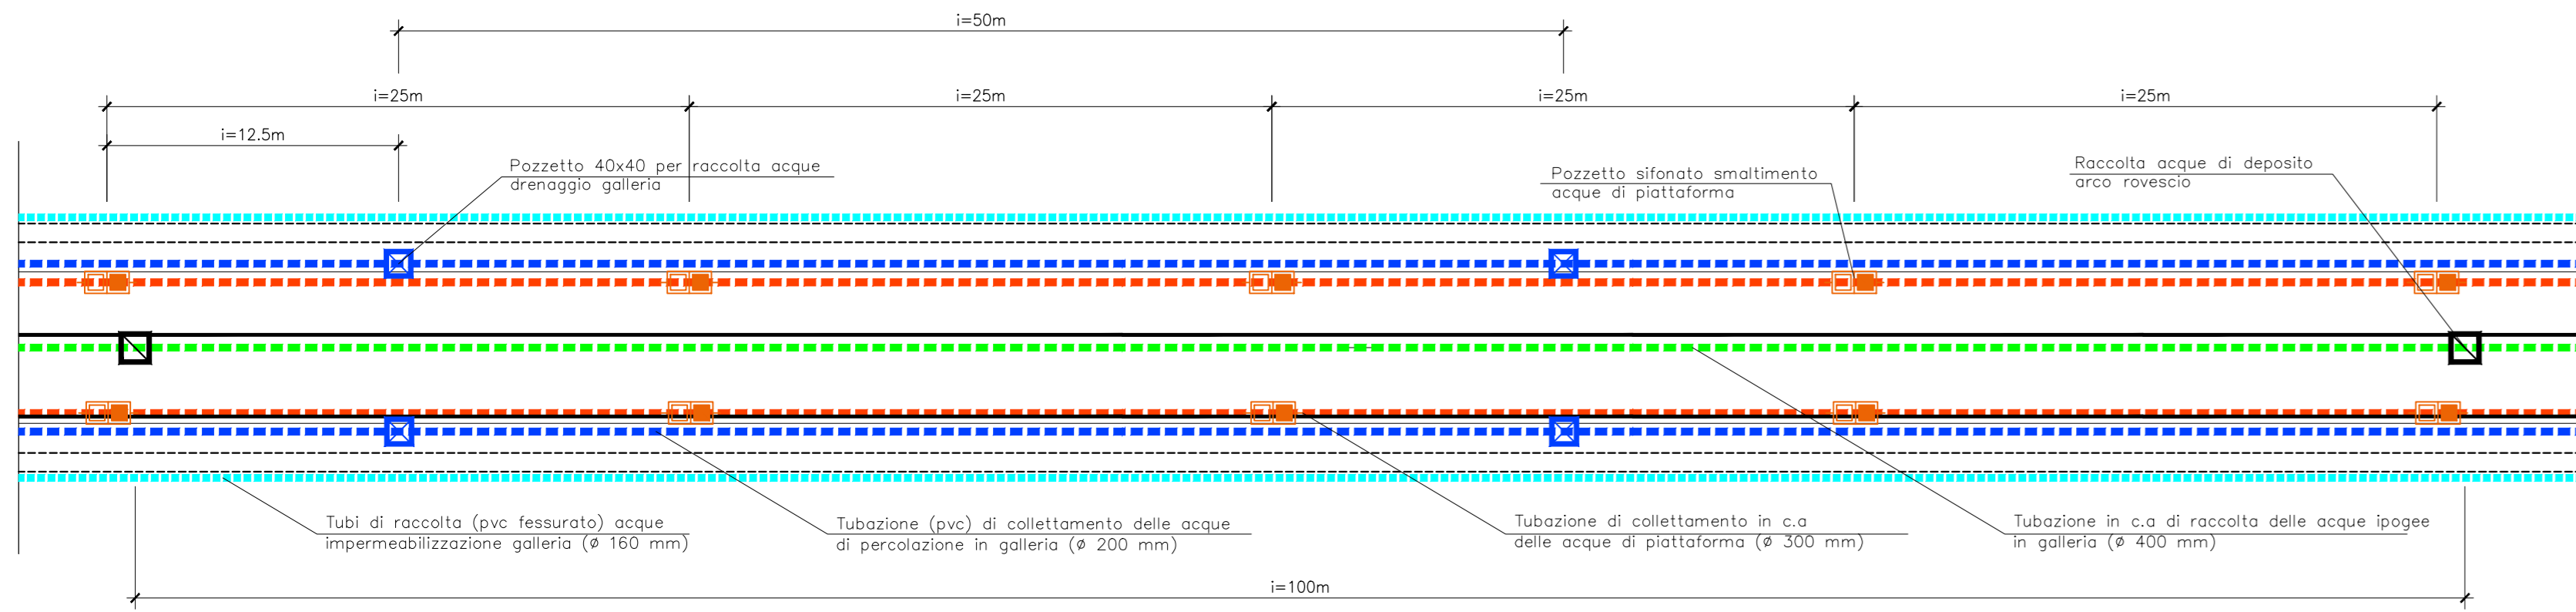 i=50m
i=25m
i=25m
i=25m
i=25m
i=12.5m
Pozzetto 40x40 per raccolta acque
drenaggio galleria
Pozzetto sifonato smaltimento
acque di piattaforma
Raccolta acque di deposito
arco rovescio
Tubi di raccolta (pvc fessurato) acque
impermeabilizzazione galleria (ø 160 mm)
Tubazione (pvc) di collettamento delle acque
di percolazione in galleria (ø 200 mm)
Tubazione di collettamento in c.a
delle acque di piattaforma (ø 300 mm)
Tubazione in c.a di raccolta delle acque ipogee
in galleria (ø 400 mm)
i=100m